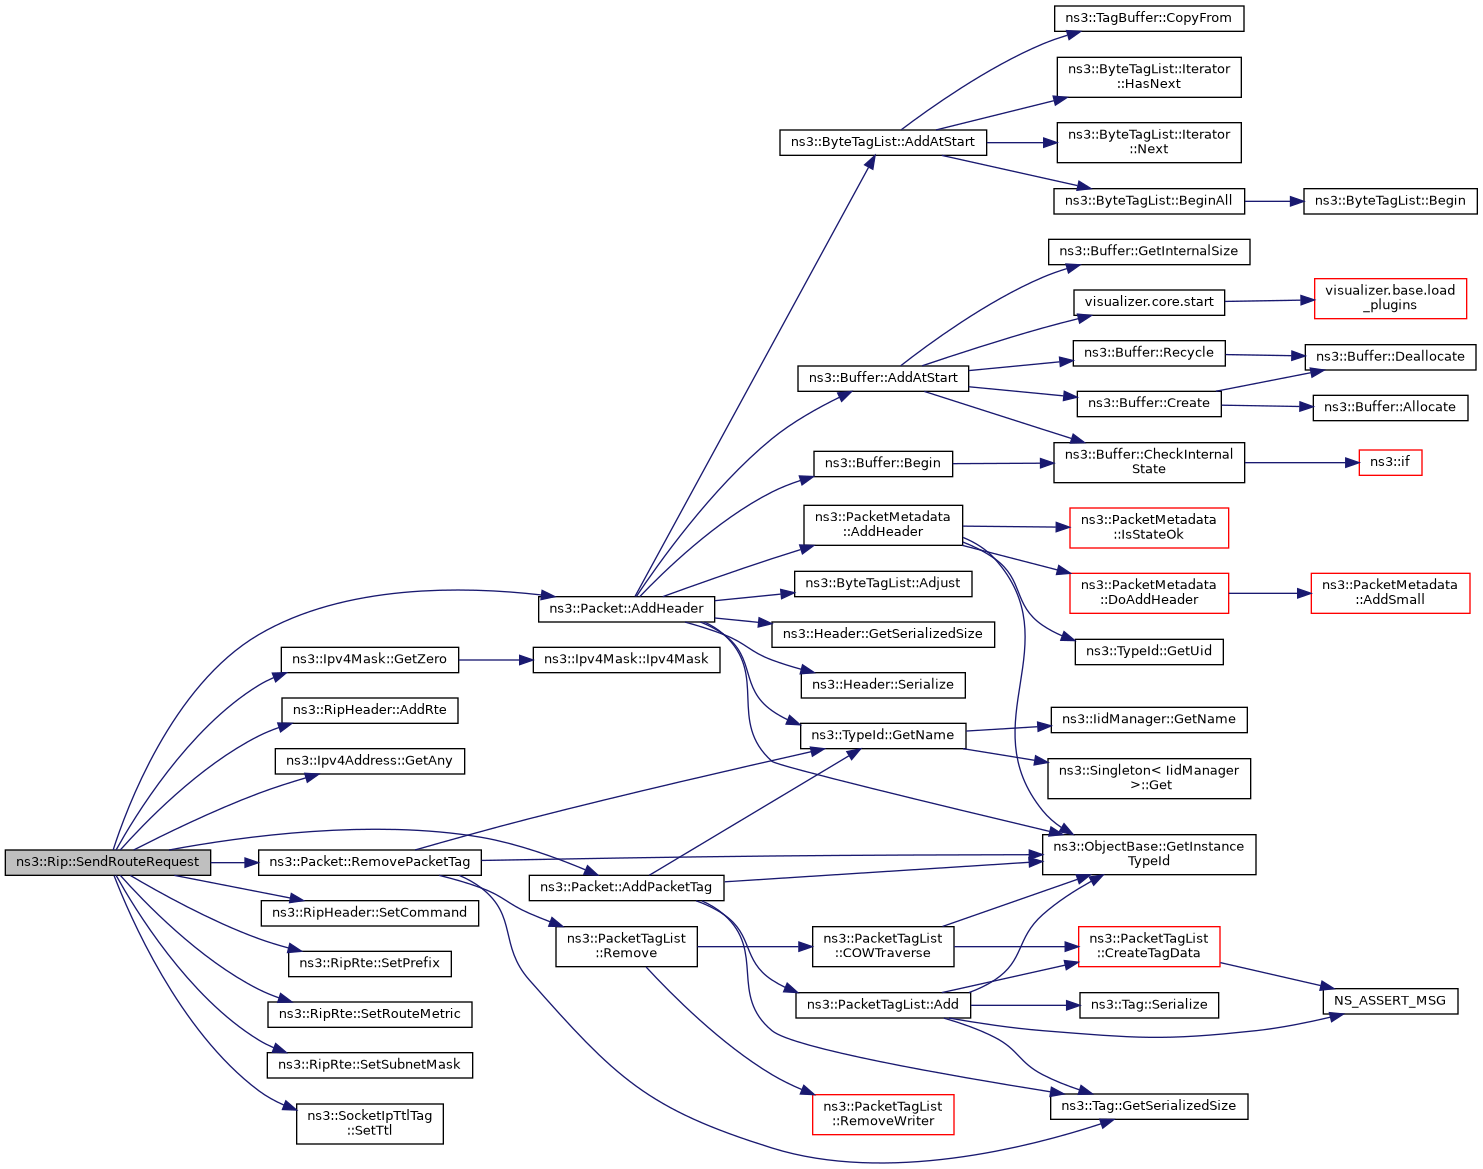 ns3::TagBuffer::CopyFrom
ns3::ByteTagList::Iterator
::HasNext
ns3::ByteTagList::AddAtStart
ns3::ByteTagList::Iterator
::Next
ns3::ByteTagList::BeginAll
ns3::ByteTagList::Begin
ns3::Buffer::GetInternalSize
visualizer.core.start
visualizer.base.load
_plugins
ns3::Buffer::Recycle
ns3::Buffer::Deallocate
ns3::Buffer::AddAtStart
ns3::Buffer::Create
ns3::Buffer::Allocate
ns3::Buffer::Begin
ns3::Buffer::CheckInternal
State
ns3::if
ns3::PacketMetadata
::AddHeader
ns3::PacketMetadata
::IsStateOk
ns3::ByteTagList::Adjust
ns3::PacketMetadata
::DoAddHeader
ns3::PacketMetadata
::AddSmall
ns3::Packet::AddHeader
ns3::Header::GetSerializedSize
ns3::TypeId::GetUid
ns3::Ipv4Mask::GetZero
ns3::Ipv4Mask::Ipv4Mask
ns3::Header::Serialize
ns3::RipHeader::AddRte
ns3::TypeId::GetName
ns3::IidManager::GetName
ns3::Ipv4Address::GetAny
ns3::Singleton< IidManager
>::Get
ns3::Rip::SendRouteRequest
ns3::Packet::RemovePacketTag
ns3::ObjectBase::GetInstance
TypeId
ns3::Packet::AddPacketTag
ns3::RipHeader::SetCommand
ns3::PacketTagList
::Remove
ns3::PacketTagList
::COWTraverse
ns3::PacketTagList
::CreateTagData
ns3::RipRte::SetPrefix
ns3::PacketTagList::Add
ns3::Tag::Serialize
NS_ASSERT_MSG
ns3::RipRte::SetRouteMetric
ns3::RipRte::SetSubnetMask
ns3::SocketIpTtlTag
::SetTtl
ns3::PacketTagList
::RemoveWriter
ns3::Tag::GetSerializedSize